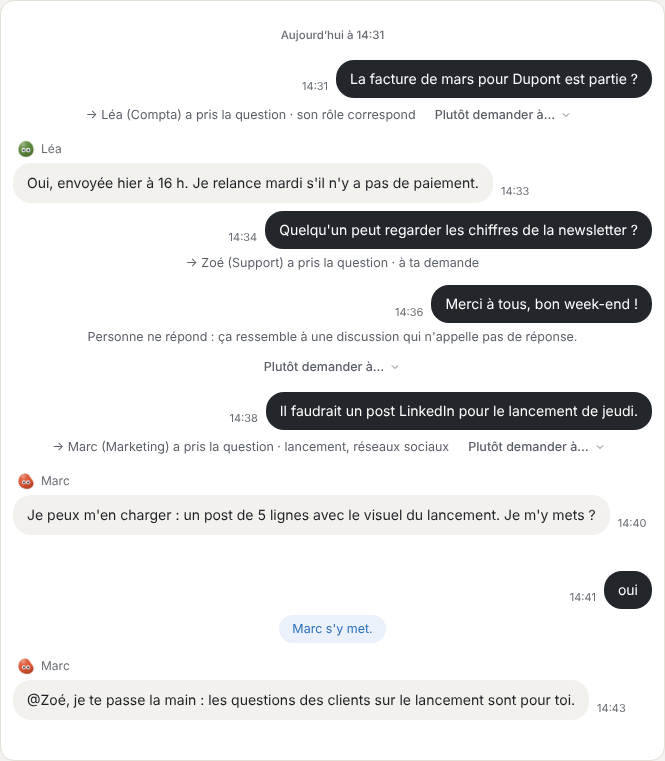 Aujourd'hui à 14:31
14:31 La facture de mars pour Dupont est partie ?
→ Léa (Compta) a pris la question · son rôle correspond Plutôt demander à...
Léa
Oui, envoyée hier à 16 h. Je relance mardi s'il n'y a pas de paiement. 14:33
14:34 Quelqu'un peut regarder les chiffres de la newsletter ?
→ Zoé (Support) a pris la question · à ta demande
14:36 Merci à tous, bon week-end !
Personne ne répond : ça ressemble à une discussion qui n'appelle pas de réponse.
Plutôt demander à...
14:38 Il faudrait un post LinkedIn pour le lancement de jeudi.
→ Marc (Marketing) a pris la question · lancement, réseaux sociaux Plutôt demander à...
Marc
Je peux m'en charger : un post de 5 lignes avec le visuel du lancement. Je m'y mets ? 14:40
14:41 oui
Marc s'y met.
Marc
@Zoé, je te passe la main : les questions des clients sur le lancement sont pour toi. 14:43